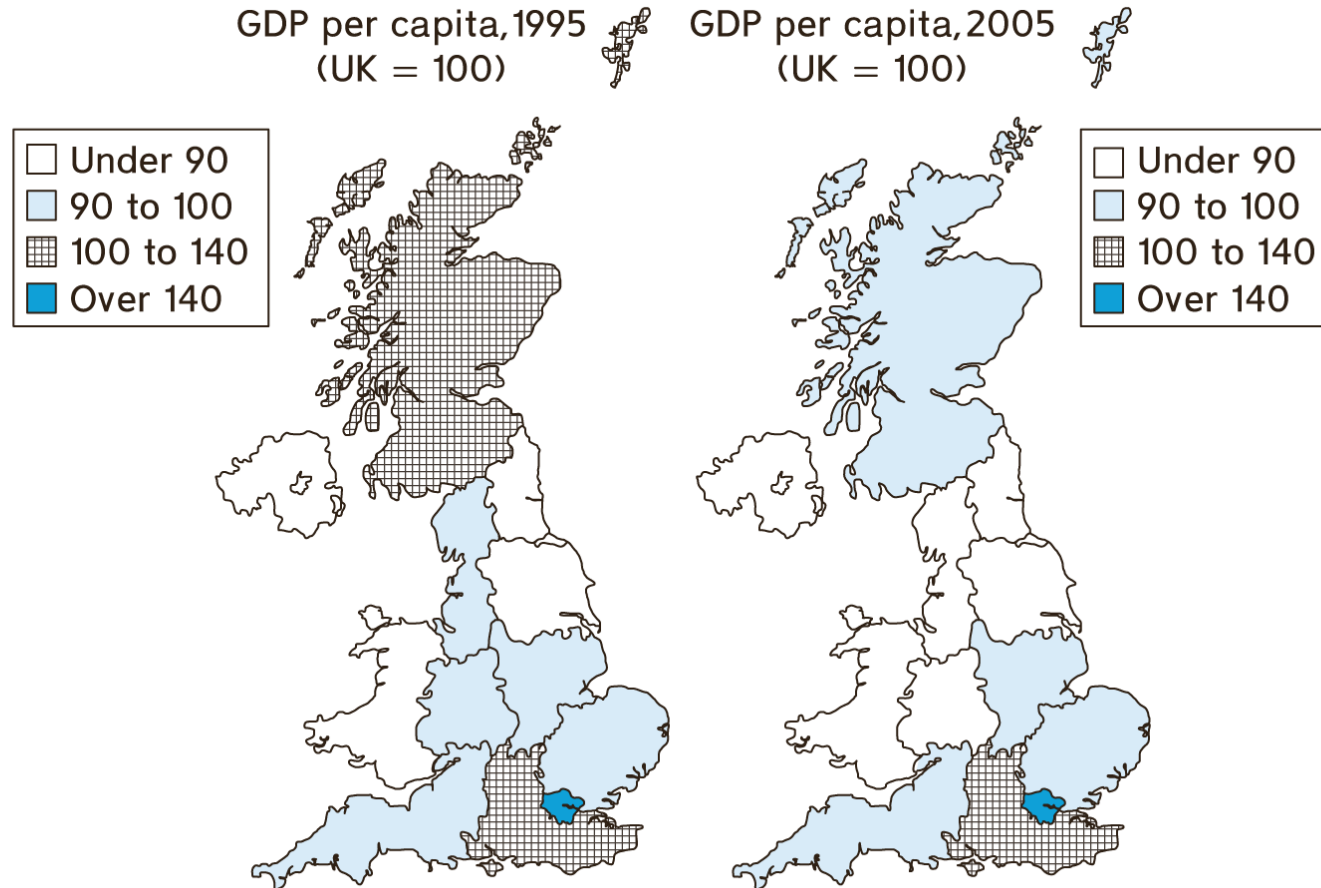 GDP per capita, 1995
(UK = 100)
GDP per capita, 2005
(UK = 100)
Under 90
90 to 100
100 to 140
Over 140
Under 90
90 to 100
100 to 140
Over 140